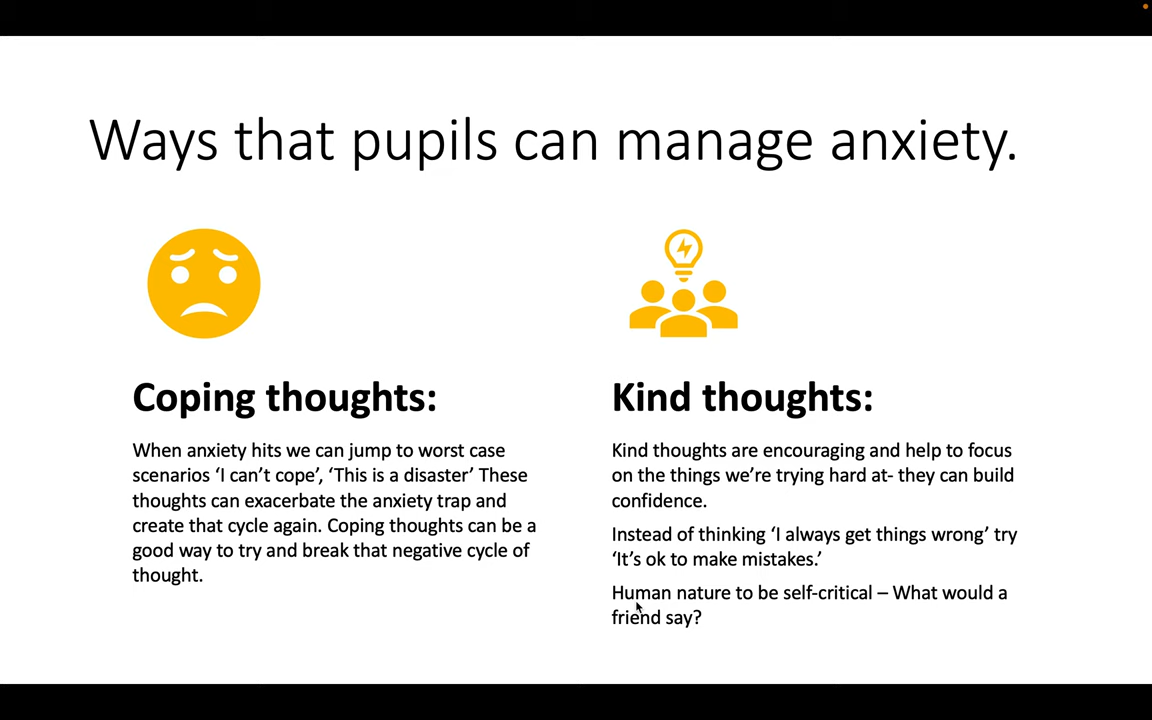 Ways that pupils can manage anxiety.
Coping thoughts:
When anxiety hits we can jump to worst case
scenarios ‘I can’t cope’, ‘This is a disaster’ These
thoughts can exacerbate the anxiety trap and
create that cycle again. Coping thoughts can be a
good way to try and break that negative cycle of
thought.
Kind thoughts:
Kind thoughts are encouraging and help to focus
on the things we’re trying hard at- they can build
confidence.
Instead of thinking ‘I always get things wrong’ try
‘It’s ok to make mistakes.’
Human nature to be self-critical – What would a
friend say?